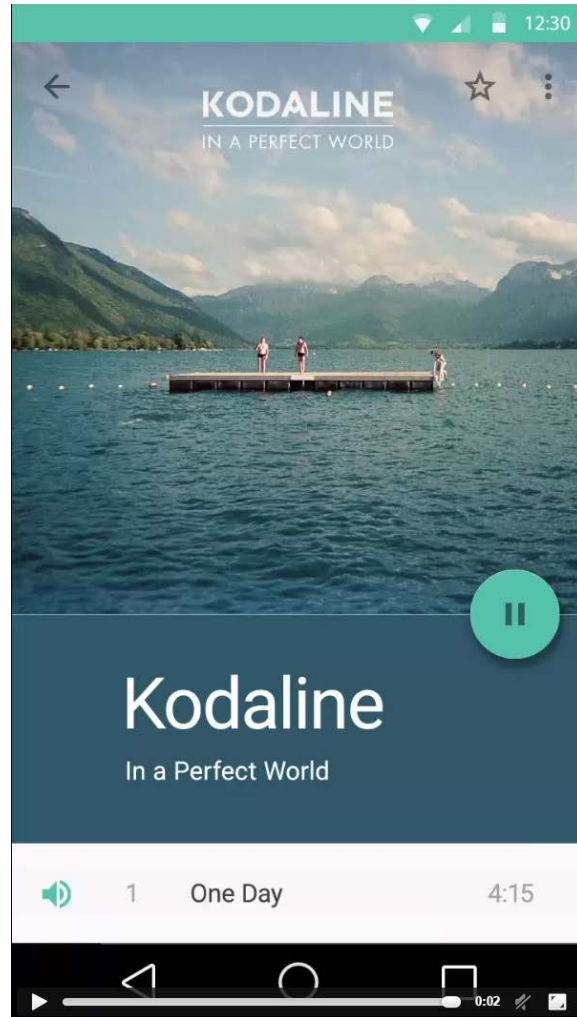 12:30
KODALINE
IN A PERFECT WORLD
Kodaline
In a Perfect World
1 One Day 4:15
0:02